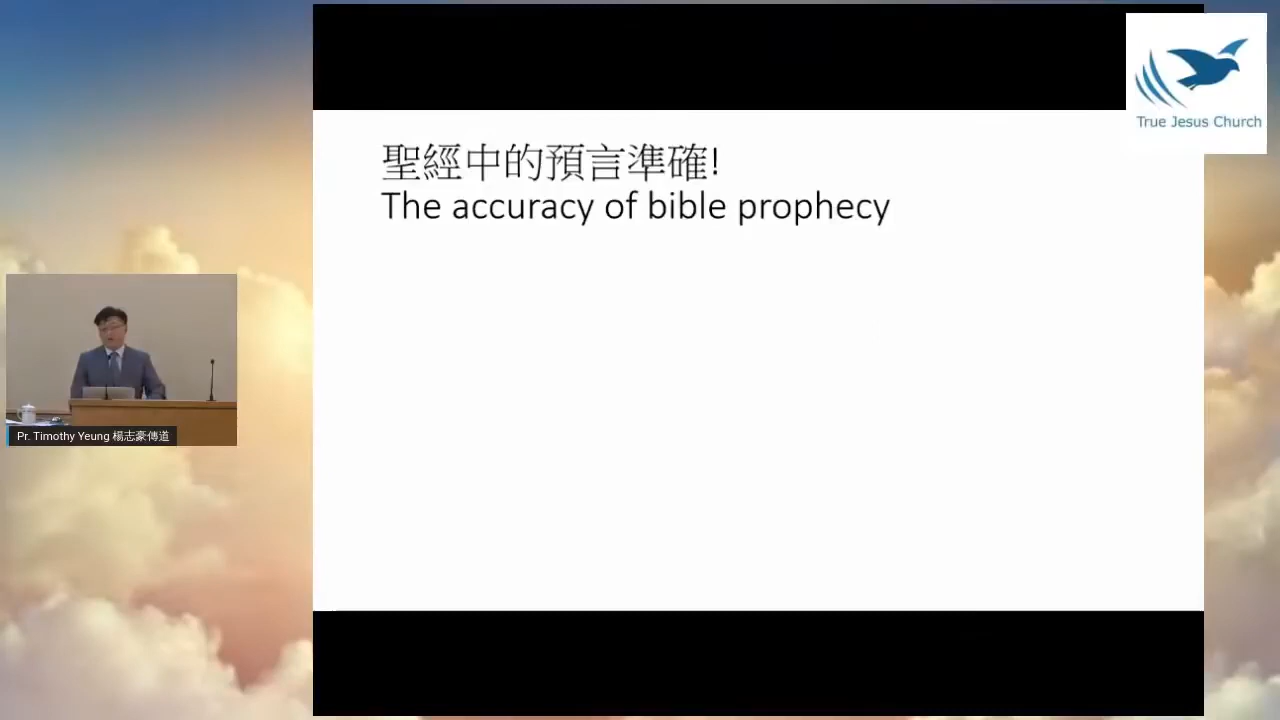 聖經中的預言準確!
The accuracy of bible prophecy
True Jesus Church
Pr. Timothy Yeung 楊志豪傳道